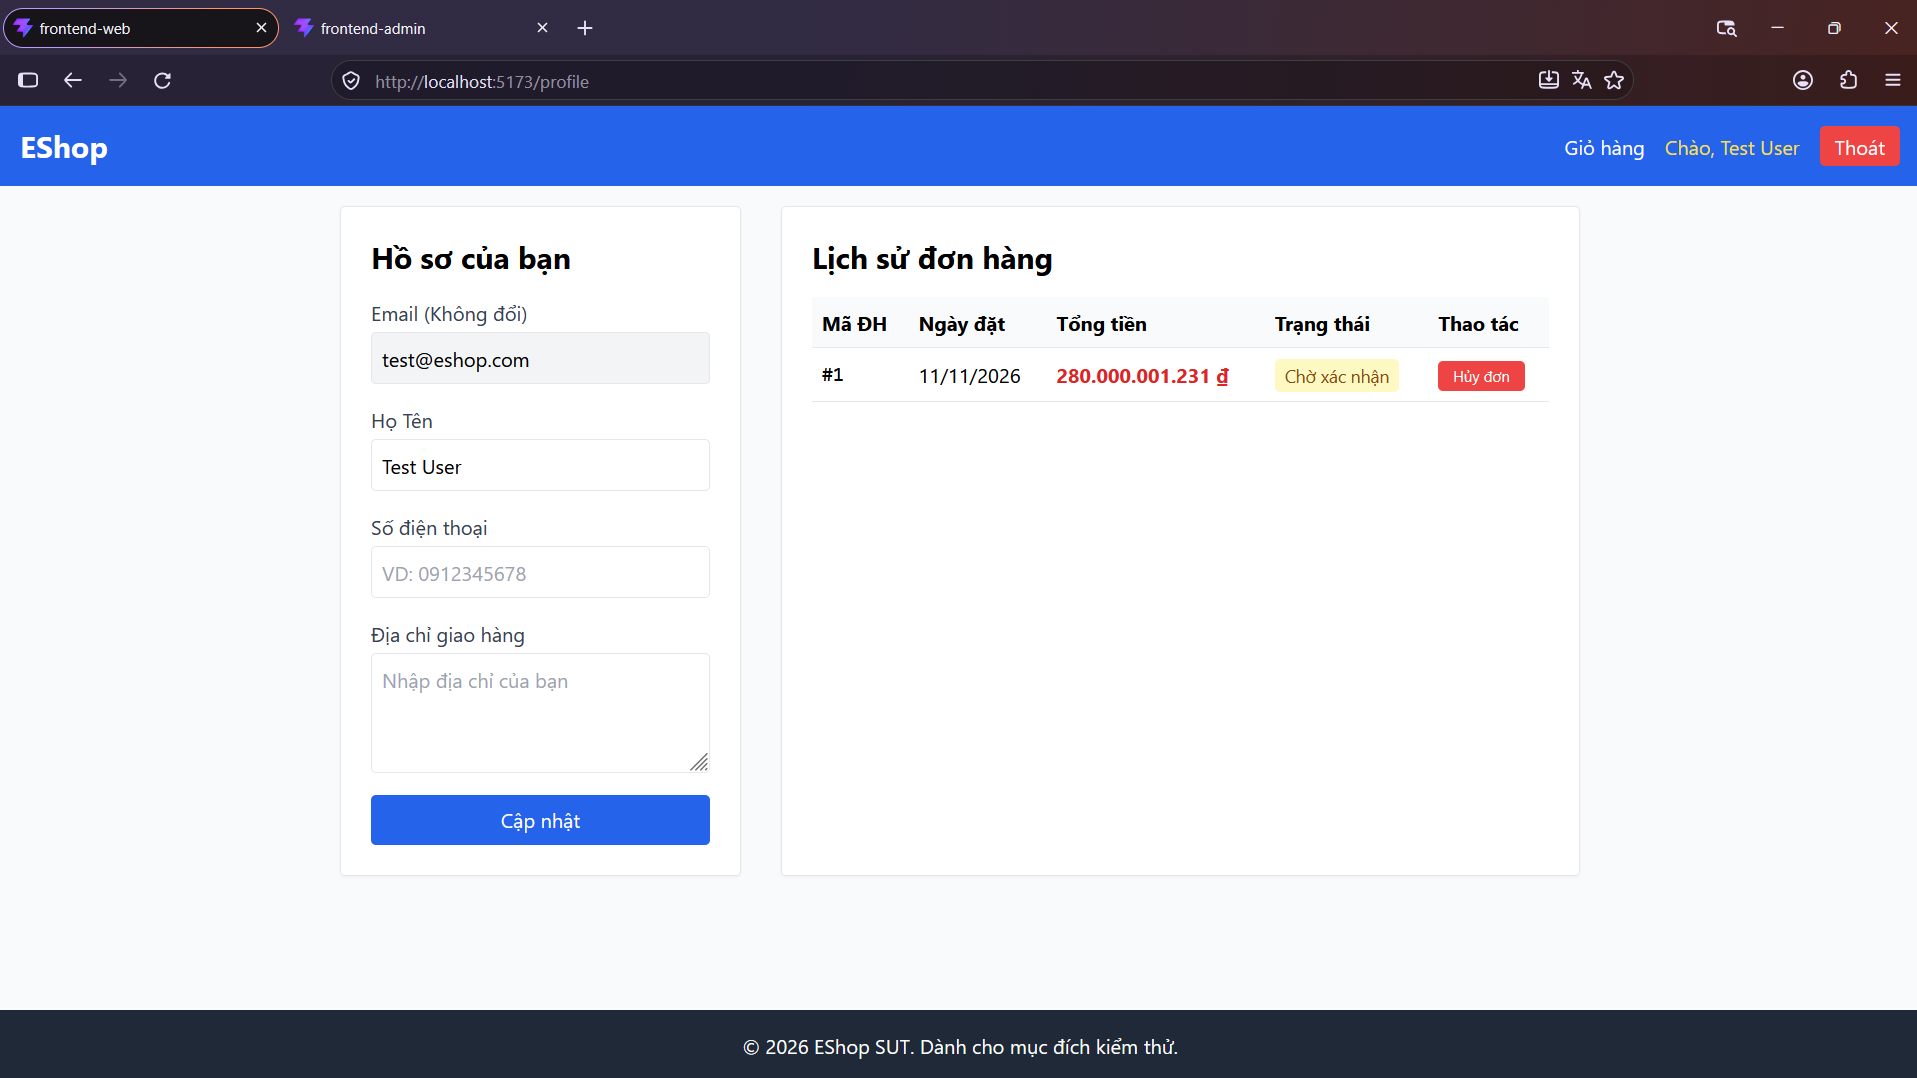 frontend-web
frontend-admin
http://localhost:5173/profile
EShop
Giỏ hàng
Chào, Test User
Thoát
Hồ sơ của bạn
Email (Không đổi)
test@eshop.com
Họ Tên
Test User
Số điện thoại
VD: 0912345678
Địa chỉ giao hàng
Nhập địa chỉ của bạn
Cập nhật
Lịch sử đơn hàng
Mã ĐH Ngày đặt Tổng tiền Trạng thái Thao tác
#1 11/11/2026 280.000.001.231 ₫ Chờ xác nhận Hủy đơn
© 2026 EShop SUT. Dành cho mục đích kiểm thử.